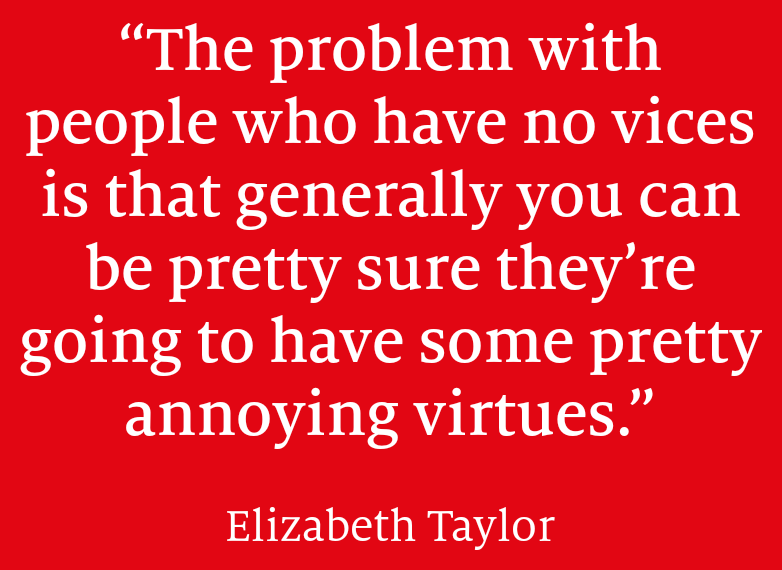 “The problem with
people who have no vices
is that generally you can
be pretty sure they’re
going to have some pretty
annoying virtues.”
Elizabeth Taylor